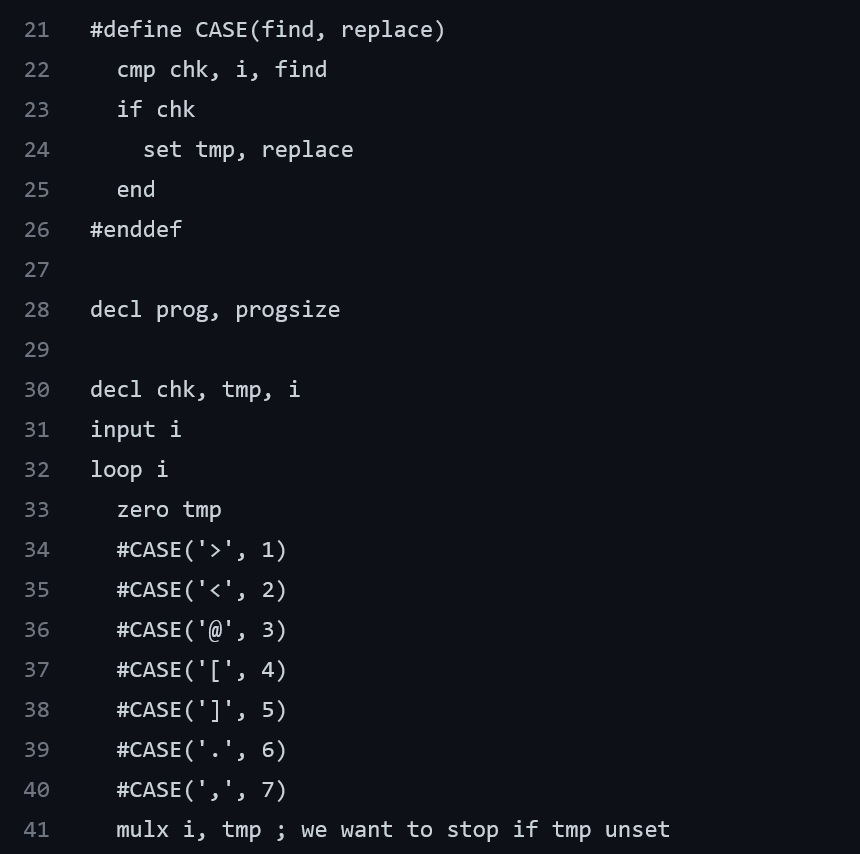 21 #define CASE(find, replace)
22   cmp chk, i, find
23   if chk
24     set tmp, replace
25   end
26 #enddef
27
28 decl prog, progsize
29
30 decl chk, tmp, i
31 input i
32 loop i
33   zero tmp
34   #CASE('>', 1)
35   #CASE('<', 2)
36   #CASE('@', 3)
37   #CASE('[', 4)
38   #CASE(']', 5)
39   #CASE('.', 6)
40   #CASE(',', 7)
41   mulx i, tmp ; we want to stop if tmp unset